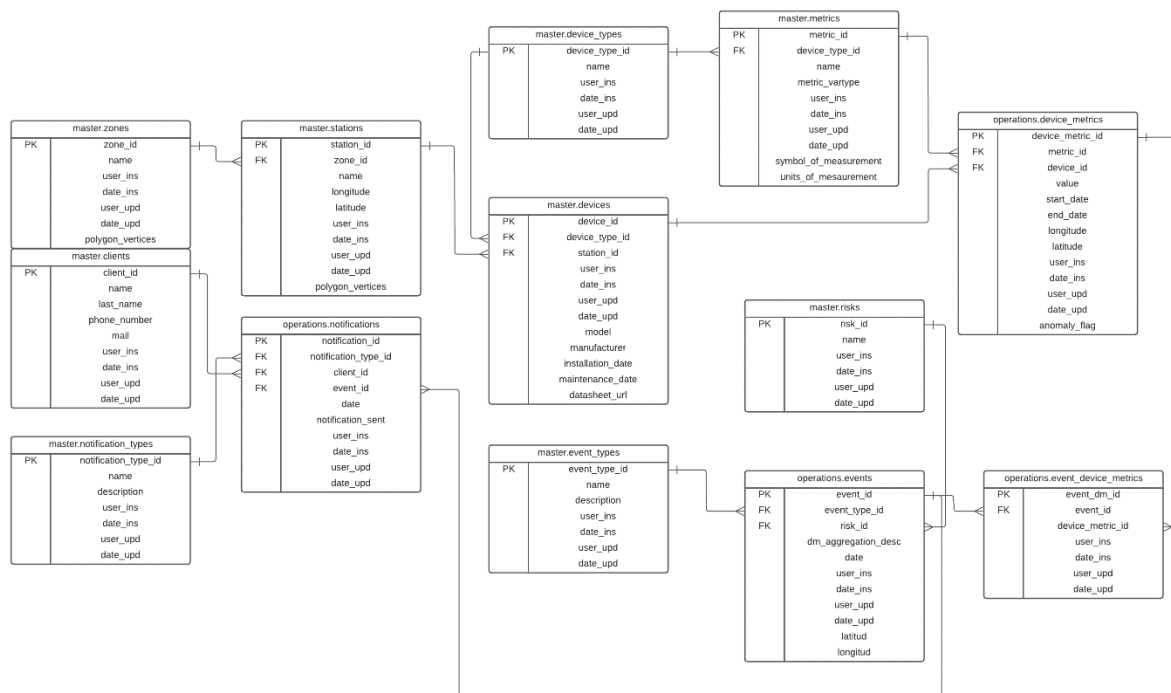 master.zones
PK zone_id
name
user_ins
date_ins
user_upd
date_upd
polygon_vertices
master.clients
PK client_id
name
last_name
phone_number
mail
user_ins
date_ins
user_upd
date_upd
master.notification_types
PK notification_type_id
name
description
user_ins
date_ins
user_upd
date_upd
master.stations
PK station_id
FK zone_id
name
longitude
latitude
user_ins
date_ins
user_upd
date_upd
polygon_vertices
operations.notifications
PK notification_id
FK notification_type_id
FK client_id
FK event_id
date
notification_sent
user_ins
date_ins
user_upd
date_upd
master.device_types
PK device_type_id
name
user_ins
date_ins
user_upd
date_upd
master.devices
PK device_id
FK device_type_id
FK station_id
user_ins
date_ins
user_upd
date_upd
model
manufacturer
installation_date
maintenance_date
datasheet_url
master.event_types
PK event_type_id
name
description
user_ins
date_ins
user_upd
date_upd
master.metrics
PK metric_id
FK device_type_id
name
metric_vartype
user_ins
date_ins
user_upd
date_upd
symbol_of_measurement
units_of_mesaurement
master.risks
PK risk_id
name
user_ins
date_ins
user_upd
date_upd
operations.events
PK event_id
FK event_type_id
FK risk_id
dm_aggregation_desc
date
user_ins
date_ins
user_upd
date_upd
latitud
longitud
operations.device_metrics
PK device_metric_id
FK metric_id
FK device_id
value
start_date
end_date
longitude
latitude
user_ins
date_ins
user_upd
date_upd
anomaly_flag
operations.event_device_metrics
PK event_dm_id
FK event_id
FK device_metric_id
user_ins
date_ins
user_upd
date_upd